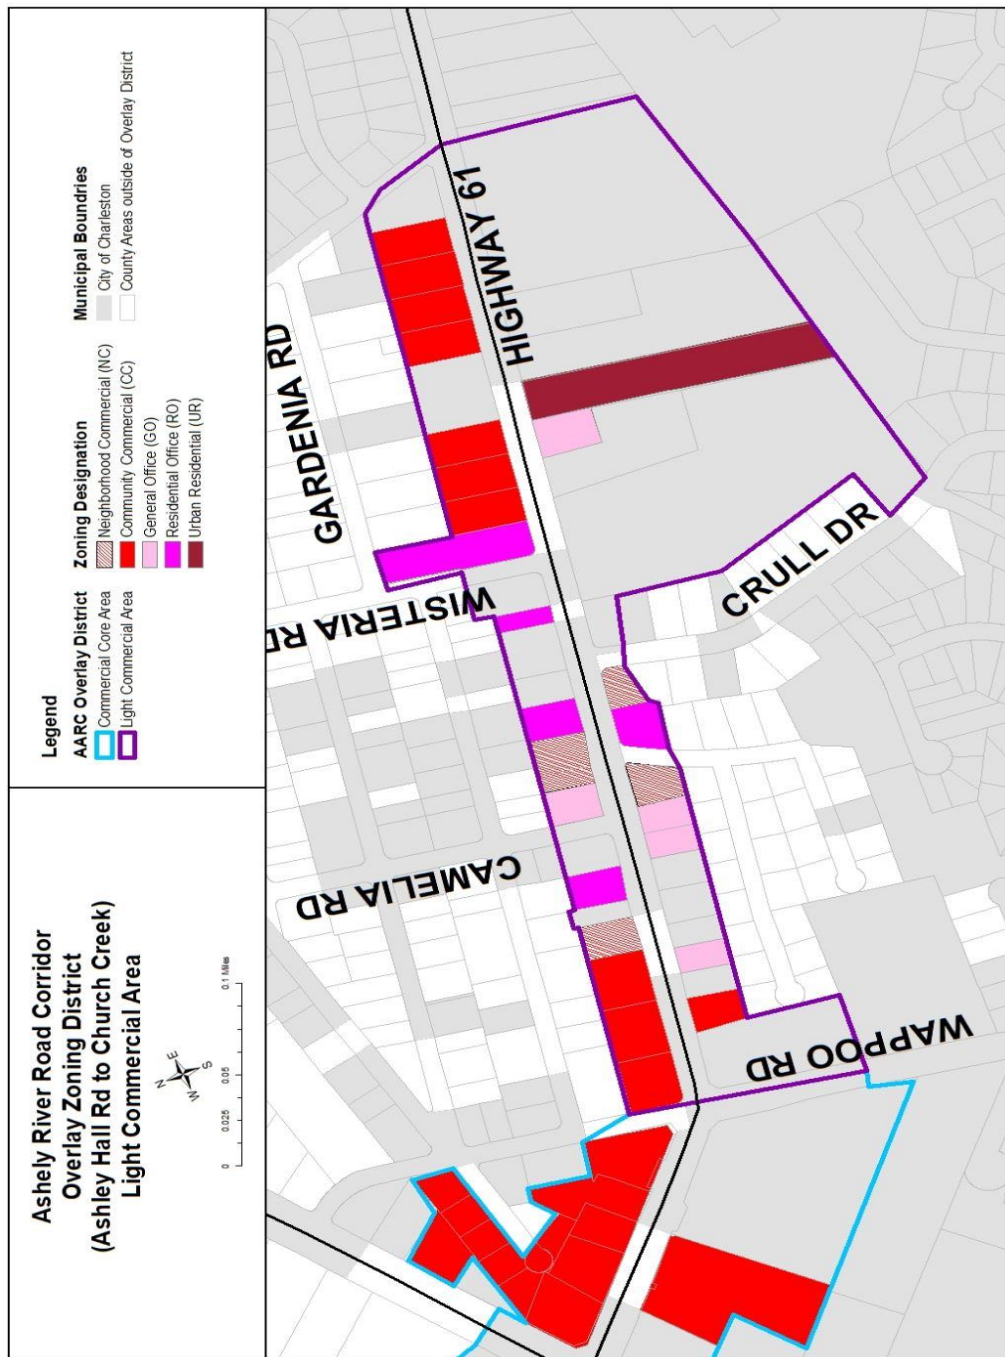 Ashely River Road Corridor
Overlay Zoning District
(Ashley Hall Rd to Church Creek)
Light Commercial Area
N
E
S
W
0
0.025
0.05
0.1 Miles
Legend
AARC Overlay District
Commercial Core Area
Light Commercial Area
Zoning Designation
Neighborhood Commercial (NC)
Community Commercial (CC)
General Office (GO)
Residential Office (RO)
Urban Residential (UR)
Municipal Boundries
City of Charleston
County Areas outside of Overlay District
GARDENIA RD
HIGHWAY 61
WISTERIA RD
CAMELIA RD
CRULL DR
WAPPOO RD